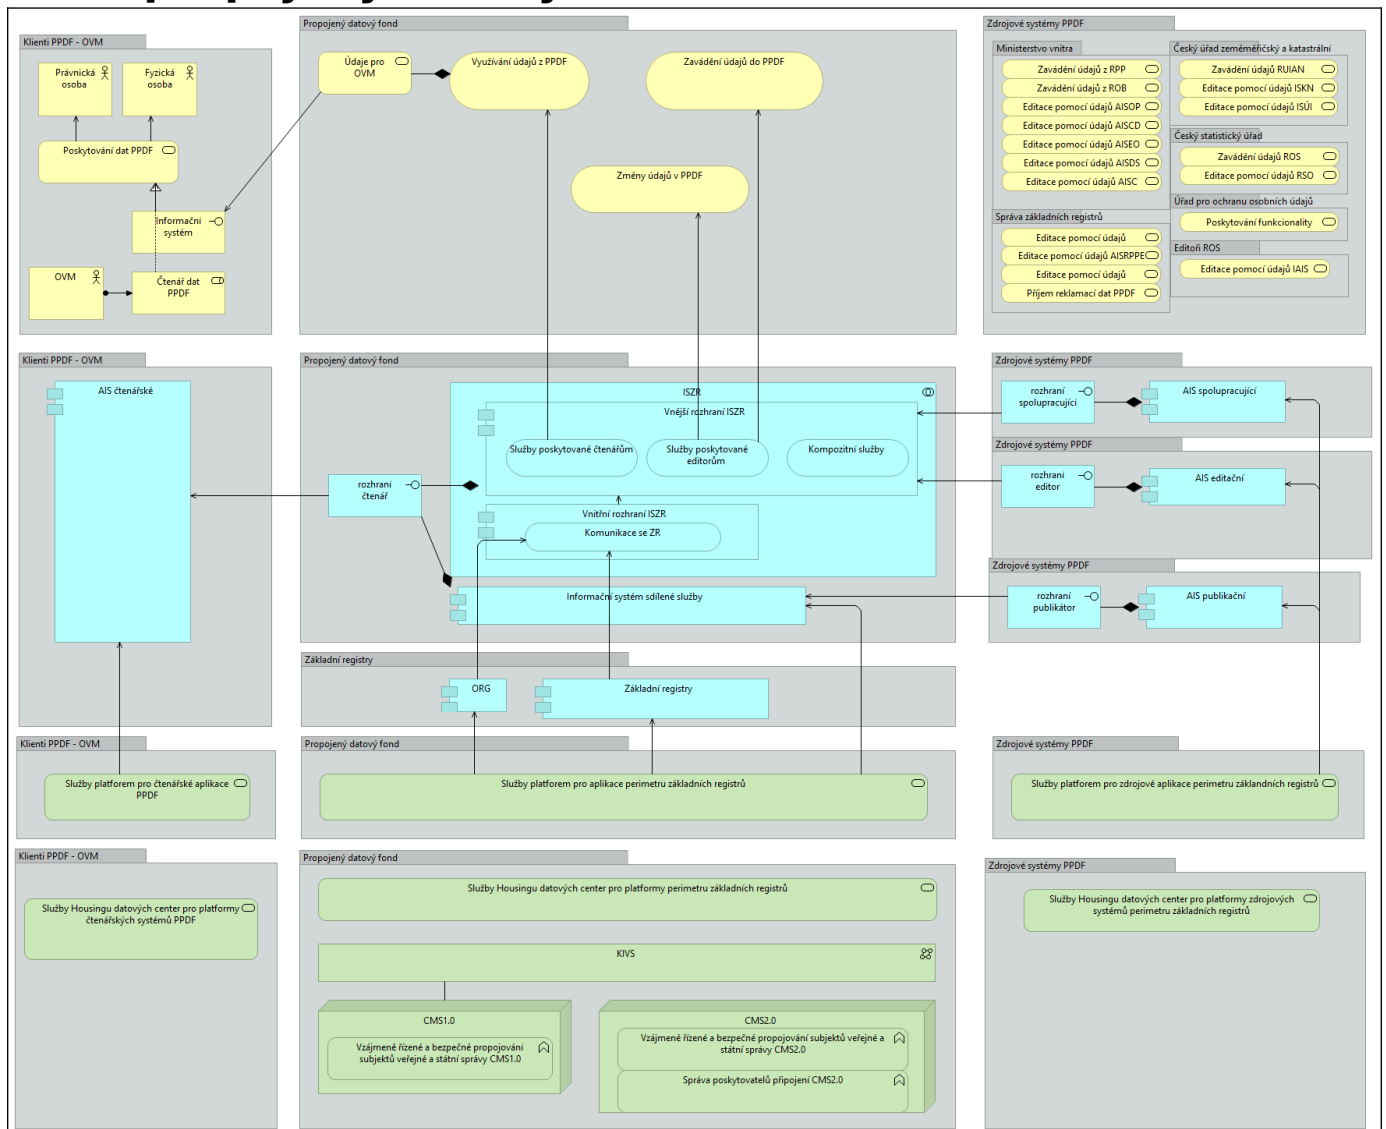 Klienti PPDF - OVM
Právnická
osoba
Fyzická
osoba
Poskytování dat PPDF
Informační
systém
OVM
Čtenář dat
PPDF
Propojený datový fond
Údaje pro
OVM
Využívání údajů z PPDF
Zavádění údajů do PPDF
Změny údajů v PPDF
Zdrojové systémy PPDF
Ministerstvo vnitra
Zavádění údajů z RPP
Zavádění údajů z ROB
Editace pomocí údajů AISOP
Editace pomocí údajů AISCD
Editace pomocí údajů AISEO
Editace pomocí údajů AISDS
Editace pomocí údajů AISC
Správa základních registrů
Editace pomocí údajů
Editace pomocí údajů AISRPPE
Editace pomocí údajů
Příjem reklamací dat PPDF
Český úřad zeměměřičský a katastrální
Zavádění údajů RUIAN
Editace pomocí údajů ISKN
Editace pomocí údajů ISÚI
Český statistický úřad
Zavádění údajů ROS
Editace pomocí údajů RSO
Úřad pro ochranu osobních údajů
Poskytování funkcionality
Editoři ROS
Editace pomocí údajů IAIS
Klienti PPDF - OVM
AIS čtenářské
Propojený datový fond
ISZR
Vnější rozhraní ISZR
Služby poskytované čtenářům
Služby poskytované
editorům
Kompozitní služby
rozhraní
čtenář
Vnitřní rozhraní ISZR
Komunikace se ZR
Informační systém sdílené služby
Zdrojové systémy PPDF
rozhraní
spolupracující
AIS spolupracující
Zdrojové systémy PPDF
rozhraní
editor
AIS editační
Zdrojové systémy PPDF
rozhraní
publikátor
AIS publikační
Základní registry
ORG
Základní registry
Klienti PPDF - OVM
Služby platforem pro čtenářské aplikace
PPDF
Propojený datový fond
Služby platforem pro aplikace perimetru základních registrů
Zdrojové systémy PPDF
Služby platforem pro zdrojové aplikace perimetru záklandních registrů
Klienti PPDF - OVM
Služby Housingu datových center pro platformy
čtenářských systémů PPDF
Propojený datový fond
Služby Housingu datových center pro platformy perimetru základních registrů
KIVS
CMS1.0
Vzájmeně řízené a bezpečné propojování
subjektů veřejné a státní správy CMS1.0
CMS2.0
Vzájmeně řízené a bezpečné propojování subjektů veřejné a
státní správy CMS2.0
Správa poskytovatelů připojení CMS2.0
Zdrojové systémy PPDF
Služby Housingu datových center pro platformy zdrojových
systémů perimetru základních registrů